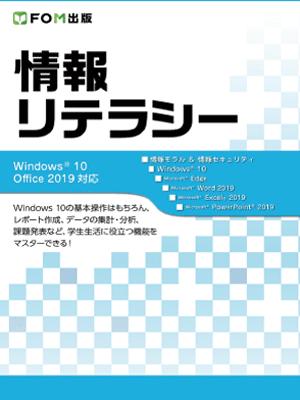 FOM出版
情報
リテラシー
Windows® 10
Office 2019 対応
■ 情報モラル & 情報セキュリティ
■ Windows® 10
■ Microsoft® Edge
■ Microsoft® Word 2019
■ Microsoft® Excel® 2019
■ Microsoft® PowerPoint® 2019
Windows 10の基本操作はもちろん、
レポート作成、データの集計・分析、
課題発表など、学生生活に役立つ機能を
マスターできる!